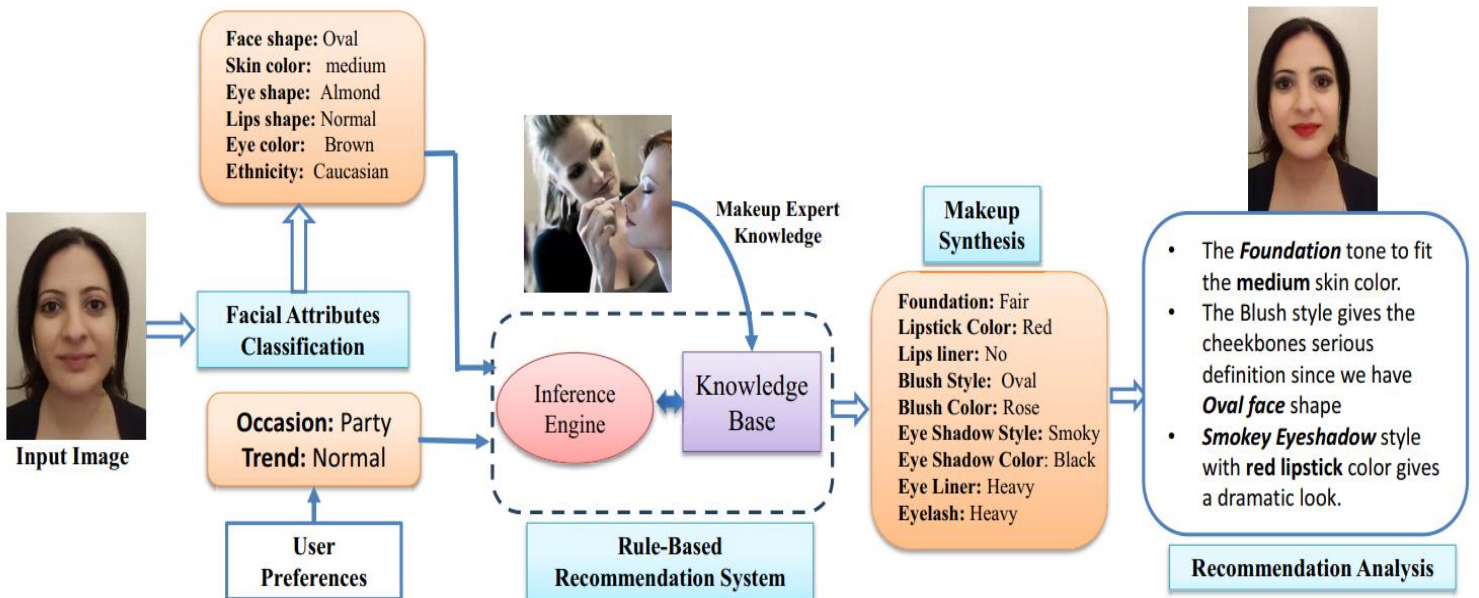 Face shape: Oval
Skin color: medium
Eye shape: Almond
Lips shape: Normal
Eye color: Brown
Ethnicity: Caucasian
Input Image
Facial Attributes
Classification
Occasion: Party
Trend: Normal
User
Preferences
Makeup Expert
Knowledge
Inference
Engine
Knowledge
Base
Rule-Based
Recommendation System
Makeup
Synthesis
Foundation: Fair
Lipstick Color: Red
Lips liner: No
Blush Style: Oval
Blush Color: Rose
Eye Shadow Style: Smoky
Eye Shadow Color: Black
Eye Liner: Heavy
Eyelash: Heavy
• The Foundation tone to fit
the medium skin color.
• The Blush style gives the
cheekbones serious
definition since we have
Oval face shape
• Smokey Eyeshadow style
with red lipstick color gives
a dramatic look.
Recommendation Analysis